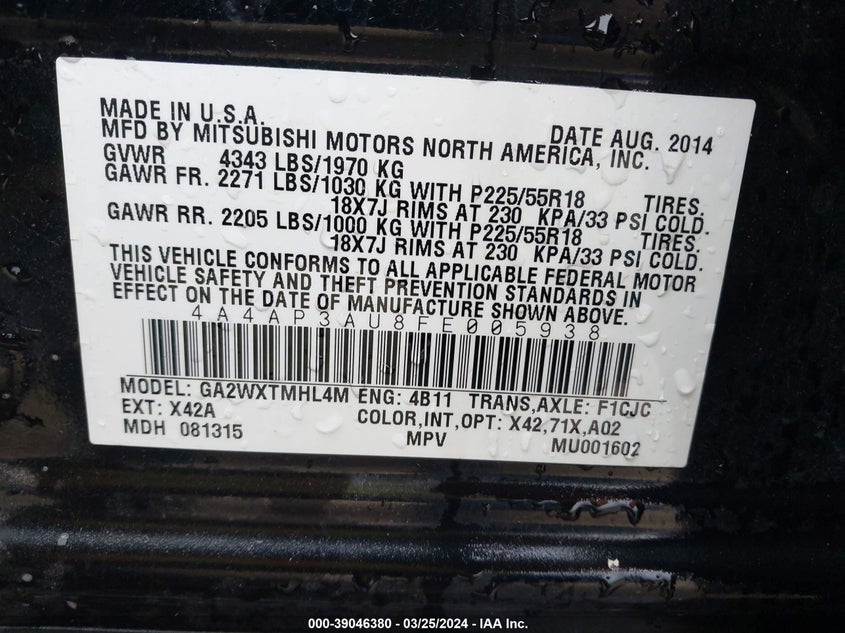 MADE IN U.S.A. DATE AUG. 2014
MFD BY MITSUBISHI MOTORS NORTH AMERICA, INC.
GVWR 4343 LBS/1970 KG
GAWR FR. 2271 LBS/1030 KG WITH P225/55R18 TIRES.
18X7J RIMS AT 230 KPA/33 PSI COLD.
GAWR RR. 2205 LBS/1000 KG WITH P225/55R18 TIRES.
18X7J RIMS AT 230 KPA/33 PSI COLD.
THIS VEHICLE CONFORMS TO ALL APPLICABLE FEDERAL MOTOR
VEHICLE SAFETY AND THEFT PREVENTION STANDARDS IN
EFFECT ON THE DATE OF MANUFACTURE SHOWN ABOVE.
4A4AP3AU8FE005938
MODEL: GA2WXTMHL4M ENG: 4B11 TRANS,AXLE: F1CJC
EXT: X42A COLOR,INT,OPT: X42,71X,A02
MDH 081315 MPV MU001602
000-39046380 - 03/25/2024 - IAA Inc.